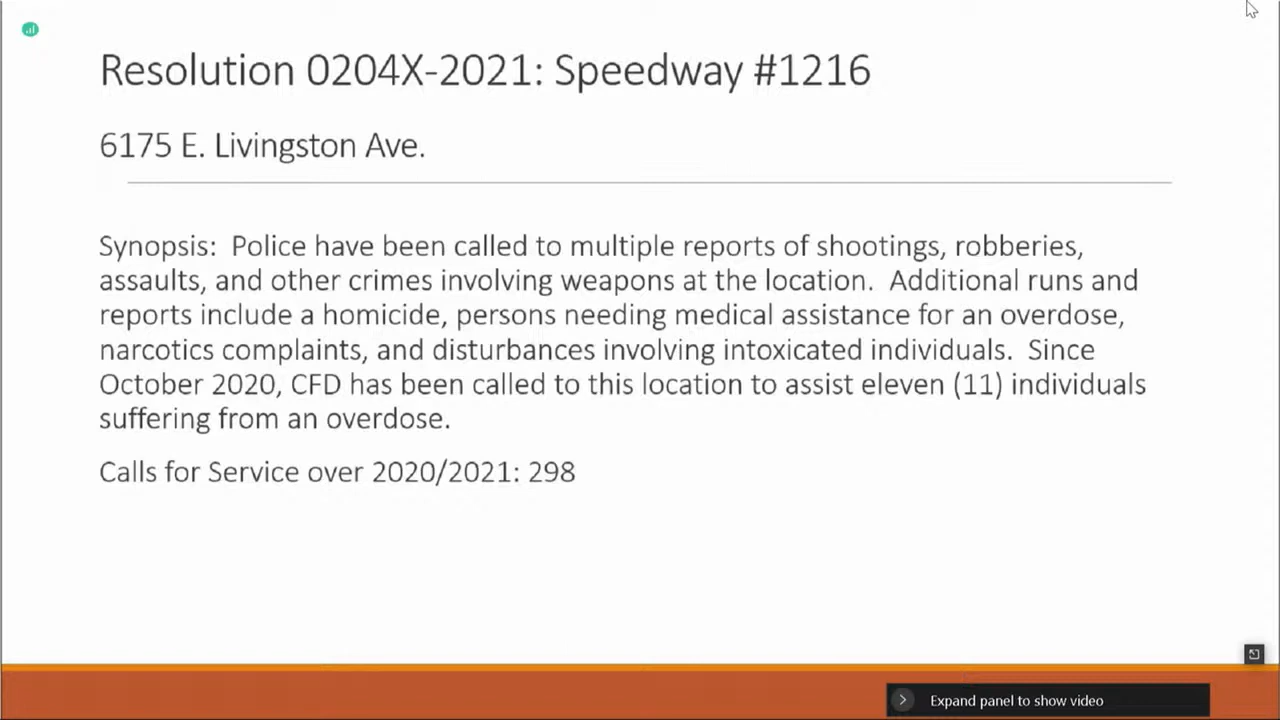 Resolution 0204X-2021: Speedway #1216
6175 E. Livingston Ave.
Synopsis:  Police have been called to multiple reports of shootings, robberies,
assaults, and other crimes involving weapons at the location.  Additional runs and
reports include a homicide, persons needing medical assistance for an overdose,
narcotics complaints, and disturbances involving intoxicated individuals.  Since
October 2020, CFD has been called to this location to assist eleven (11) individuals
suffering from an overdose.
Calls for Service over 2020/2021: 298
Expand panel to show video